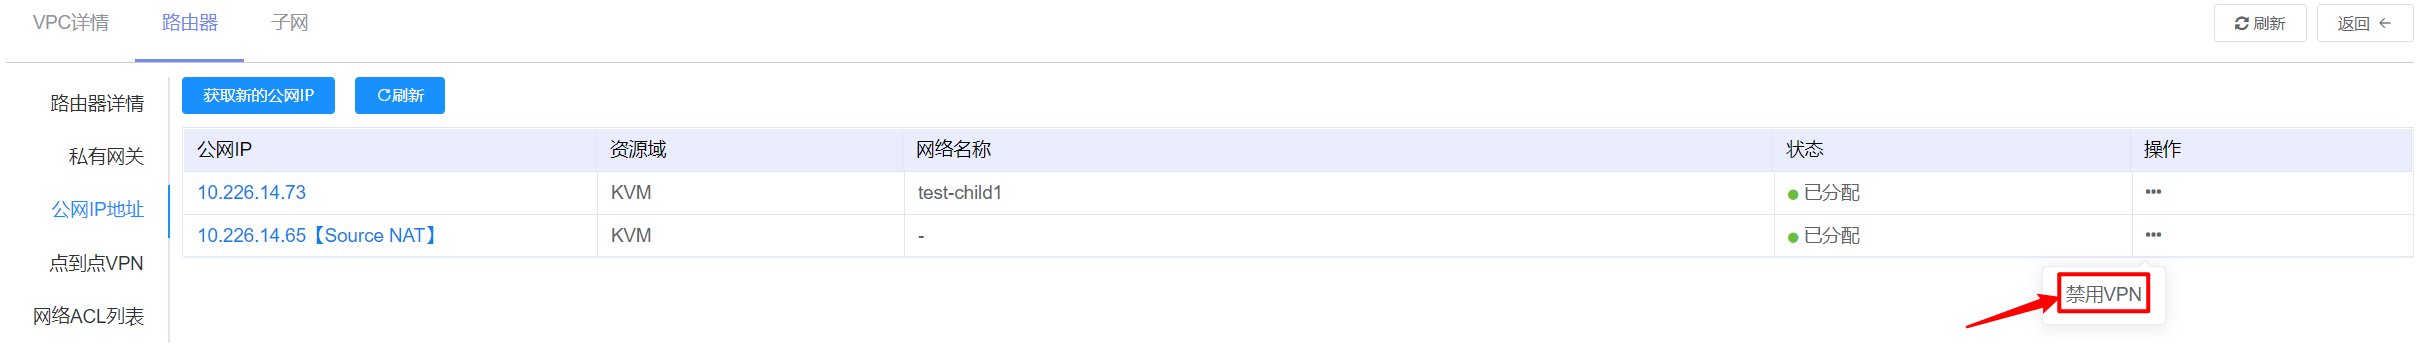 VPC详情 路由器 子网 刷新 返回 ←
路由器详情
私有网关
公网IP地址
点到点VPN
网络ACL列表
获取新的公网IP 刷新
公网IP 资源域 网络名称 状态 操作
10.226.14.73 KVM test-child1 已分配 •••
10.226.14.65【Source NAT】 KVM - 已分配 •••
禁用VPN